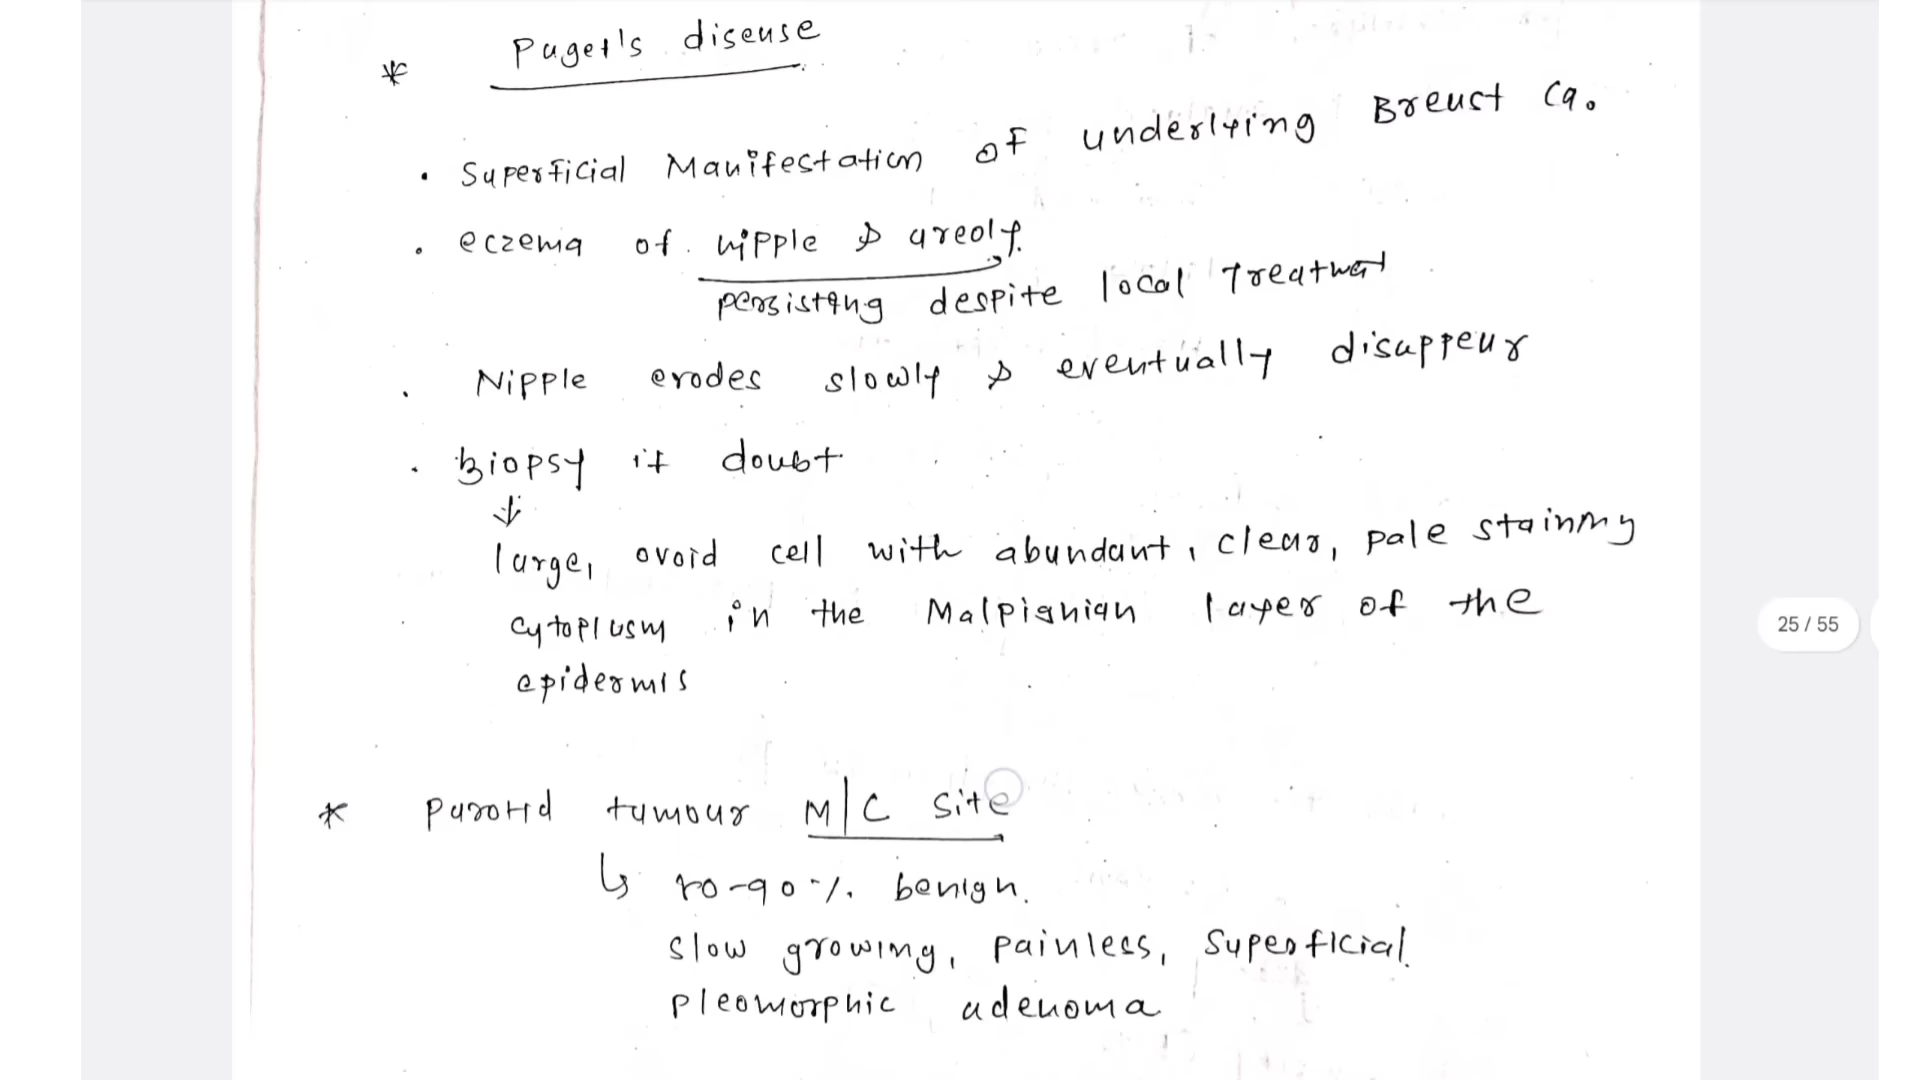 * Paget's disease
. Superficial Manifestation of underlying Breast Ca.
. eczema of nipple & areola.
persisting despite local Treatment
. Nipple erodes slowly & eventually disappear
. Biopsy if doubt
↓
large, ovoid cell with abundant, clear, pale staining
cytoplasm in the Malpighian layer of the
epidermis
25 / 55
* Parotid tumour M/C site
↳ 80-90%. benign.
slow growing, painless, superficial.
pleomorphic adenoma